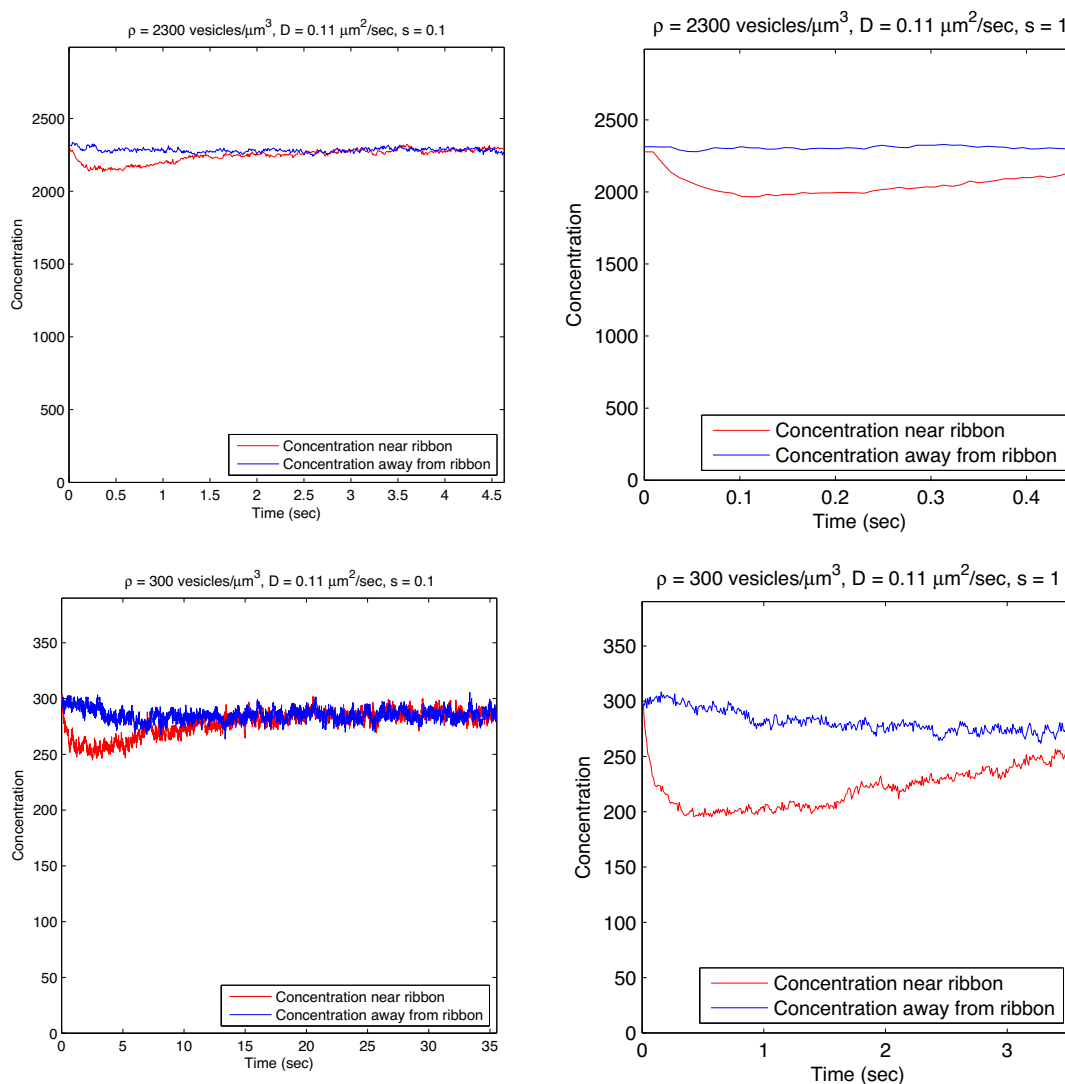 ρ = 2300 vesicles/μm³, D = 0.11 μm²/sec, s = 0.1
2500
2000
1500
1000
500
0
Concentration
Concentration near ribbon
Concentration away from ribbon
0 0.5 1 1.5 2 2.5 3 3.5 4 4.5
Time (sec)
ρ = 2300 vesicles/μm³, D = 0.11 μm²/sec, s = 1
2500
2000
1500
1000
500
0
Concentration
Concentration near ribbon
Concentration away from ribbon
0 0.1 0.2 0.3 0.4
Time (sec)
ρ = 300 vesicles/μm³, D = 0.11 μm²/sec, s = 0.1
350
300
250
200
150
100
50
0
Concentration
Concentration near ribbon
Concentration away from ribbon
0 5 10 15 20 25 30 35
Time (sec)
ρ = 300 vesicles/μm³, D = 0.11 μm²/sec, s = 1
350
300
250
200
150
100
50
0
Concentration
Concentration near ribbon
Concentration away from ribbon
0 1 2 3
Time (sec)